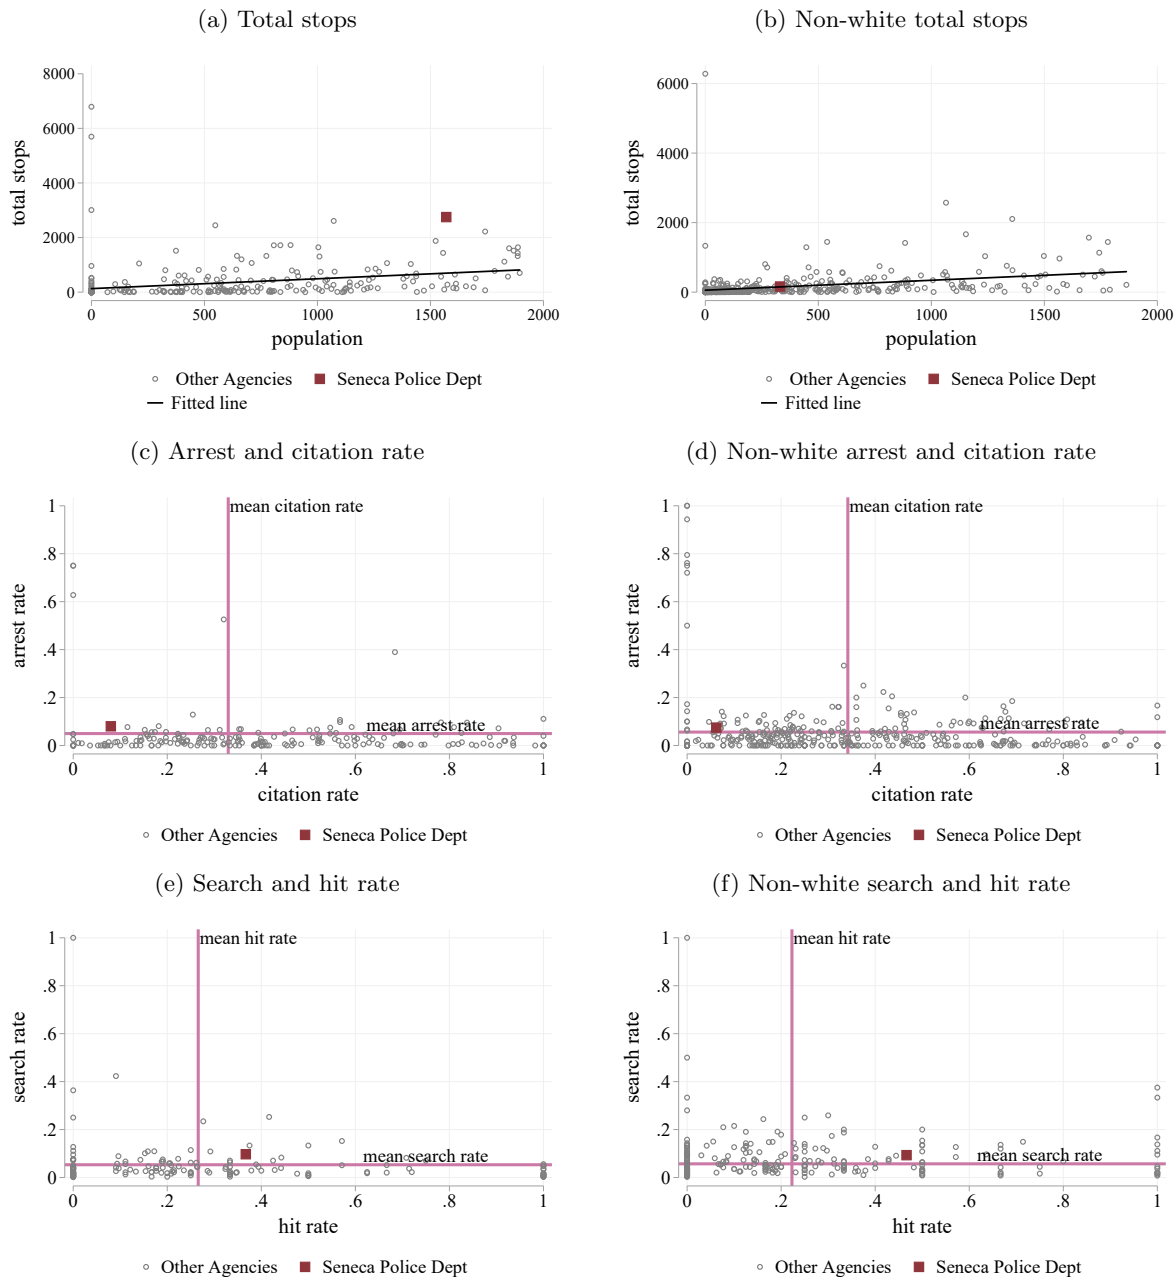 (a) Total stops
8000
6000
4000
2000
0
total stops
0 500 1000 1500 2000
population
Other Agencies Seneca Police Dept
Fitted line
(b) Non-white total stops
6000
4000
2000
0
total stops
0 500 1000 1500 2000
population
Other Agencies Seneca Police Dept
Fitted line
(c) Arrest and citation rate
mean citation rate
1
.8
.6
.4
.2
0
arrest rate
mean arrest rate
0 .2 .4 .6 .8 1
citation rate
Other Agencies Seneca Police Dept
(d) Non-white arrest and citation rate
mean citation rate
1
.8
.6
.4
.2
0
arrest rate
mean arrest rate
0 .2 .4 .6 .8 1
citation rate
Other Agencies Seneca Police Dept
(e) Search and hit rate
mean hit rate
1
.8
.6
.4
.2
0
search rate
mean search rate
0 .2 .4 .6 .8 1
hit rate
Other Agencies Seneca Police Dept
(f) Non-white search and hit rate
mean hit rate
1
.8
.6
.4
.2
0
search rate
mean search rate
0 .2 .4 .6 .8 1
hit rate
Other Agencies Seneca Police Dept